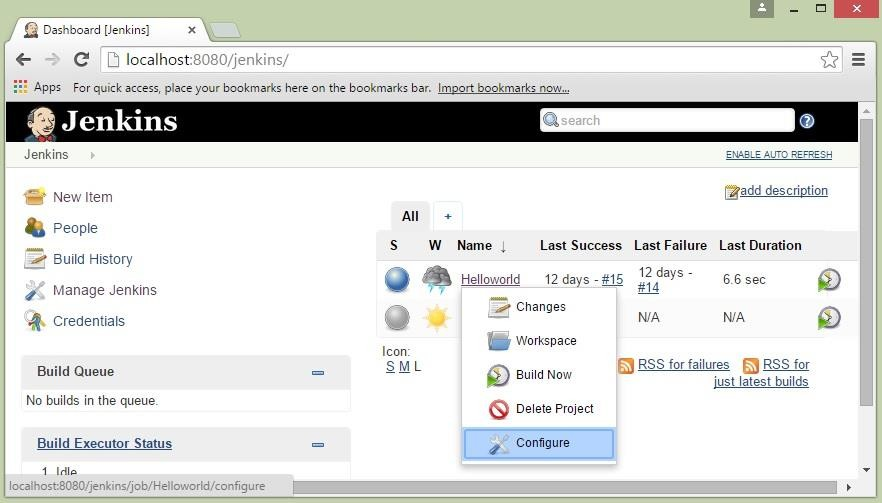 Dashboard [Jenkins]
localhost:8080/jenkins/
Apps For quick access, place your bookmarks here on the bookmarks bar. Import bookmarks now...
Jenkins
search
Jenkins
ENABLE AUTO REFRESH
add description
New Item
People
Build History
Manage Jenkins
Credentials
All +
S W Name ↓ Last Success Last Failure Last Duration
Helloworld 12 days - #15 12 days - #14 6.6 sec
N/A N/A
Icon:
S M L
RSS for failures RSS for just latest builds
Changes
Workspace
Build Now
Delete Project
Configure
Build Queue
No builds in the queue.
Build Executor Status
1 Idle
localhost:8080/jenkins/job/Helloworld/configure